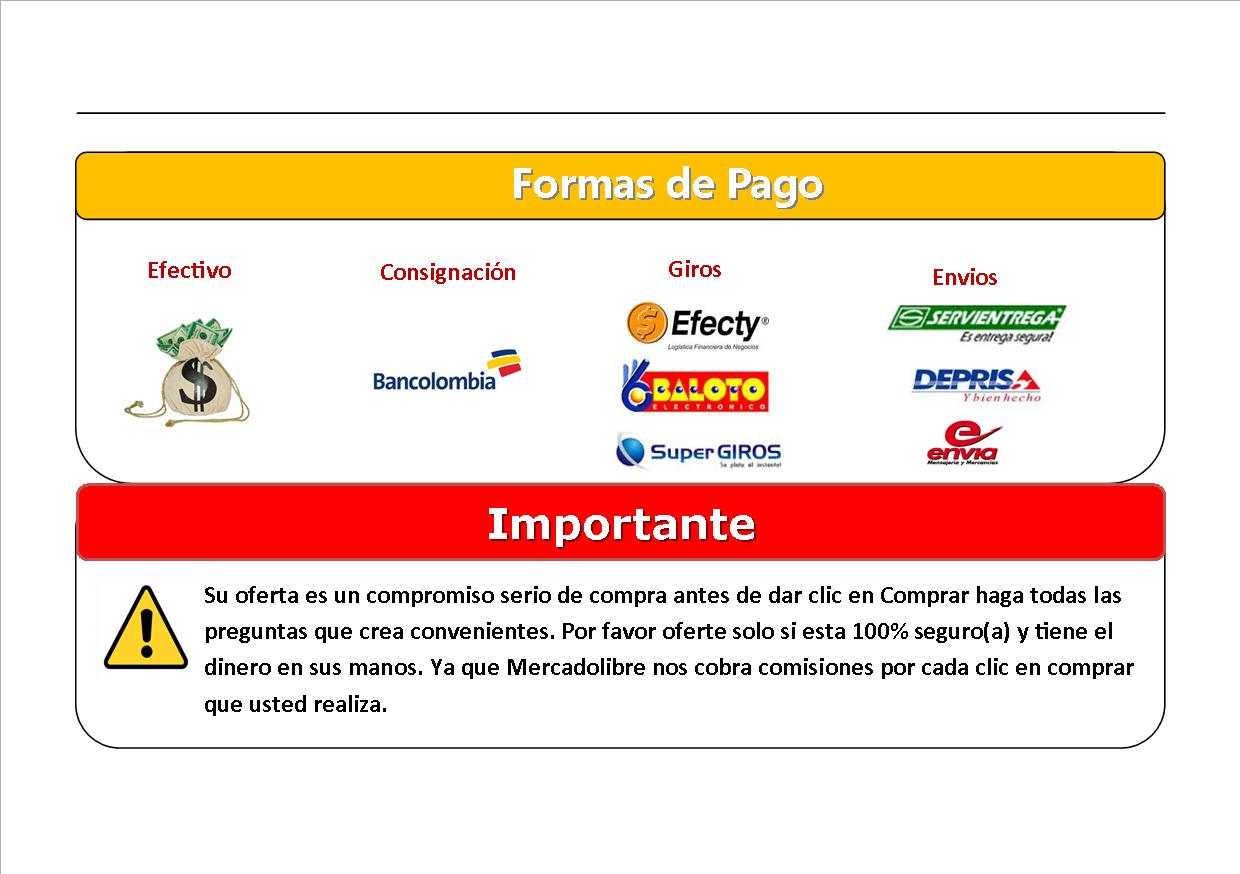 Formas de Pago
Efectivo
Consignación
Giros
Envios
$
Bancolombia
Efecty®
Logística Financiera de Negocios
BALOTO
ELECTRONICO
Super GIROS
Su plata al instante!
SERVIENTREGA
Es entrega segura!
DEPRISA
Y bien hecho
e
envia
Mensajería y Mercancías
Importante
Su oferta es un compromiso serio de compra antes de dar clic en Comprar haga todas las
preguntas que crea convenientes. Por favor oferte solo si esta 100% seguro(a) y tiene el
dinero en sus manos. Ya que Mercadolibre nos cobra comisiones por cada clic en comprar
que usted realiza.